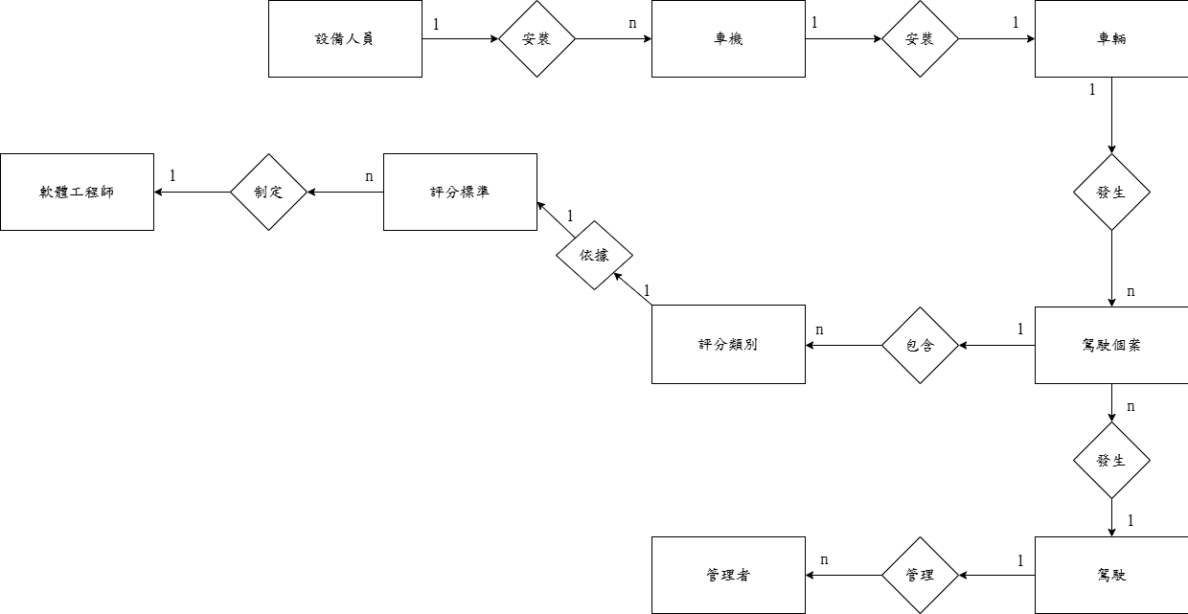 設備人員 1 安裝 n 車機 1 安裝 1 車輛
1
軟體工程師 1 制定 n 評分標準 發生
1
依據
1 n
評分類別 n 包含 1 駕駛個案
n
發生
1
管理者 n 管理 1 駕駛